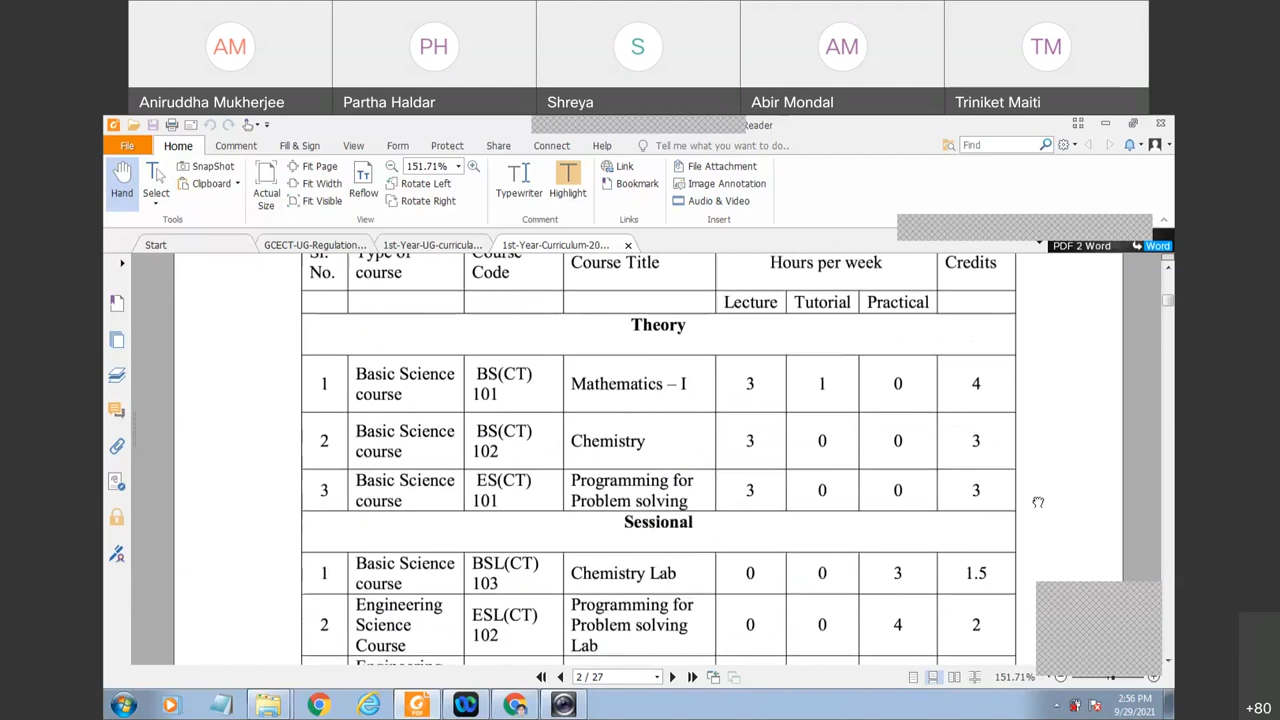 AM PH S AM TM
Aniruddha Mukherjee Partha Haldar Shreya Abir Mondal Triniket Maiti
Reader
File Home Comment View Form Protect Share Connect Help Tell me what you want to do... Find
Fill & Sign
Hand Select SnapShot Clipboard Actual Size Fit Page Fit Width Fit Visible Reflow 151.71% Rotate Left Rotate Right Typewriter Highlight Link Bookmark File Attachment Image Annotation Audio & Video
Tools View Comment Links Insert
Start GCECT-UG-Regulation... 1st-Year-UG-curricula... 1st-Year-Curriculum-20... PDF 2 Word Word
Sr. No. Type of course Course Code Course Title Hours per week Credits
Lecture Tutorial Practical
Theory
1 Basic Science course BS(CT) 101 Mathematics – I 3 1 0 4
2 Basic Science course BS(CT) 102 Chemistry 3 0 0 3
3 Basic Science course ES(CT) 101 Programming for Problem solving 3 0 0 3
Sessional
1 Basic Science course BSL(CT) 103 Chemistry Lab 0 0 3 1.5
2 Engineering Science Course ESL(CT) 102 Programming for Problem solving Lab 0 0 4 2
Engineering
2 / 27 151.71%
2:56 PM
9/29/2021
+80